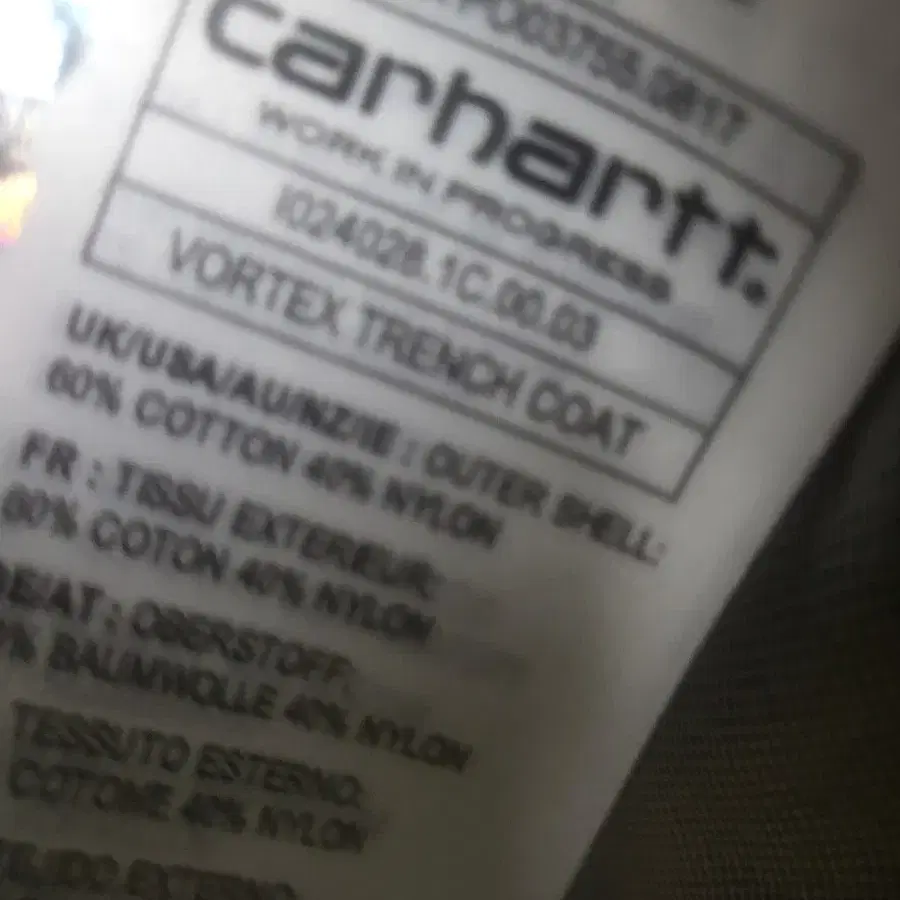 carhartt.
WORK IN PROGRESS
I024028.1C.00.03
VORTEX TRENCH COAT
UK/USA/AU/NZ/IE : OUTER SHELL:
60% COTTON 40% NYLON
FR : TISSU EXTERIEUR:
60% COTON 40% NYLON
OBERSTOFF:
BAUMWOLLE 40% NYLON
TESSUTO ESTERNO:
COTONE 40% NYLON